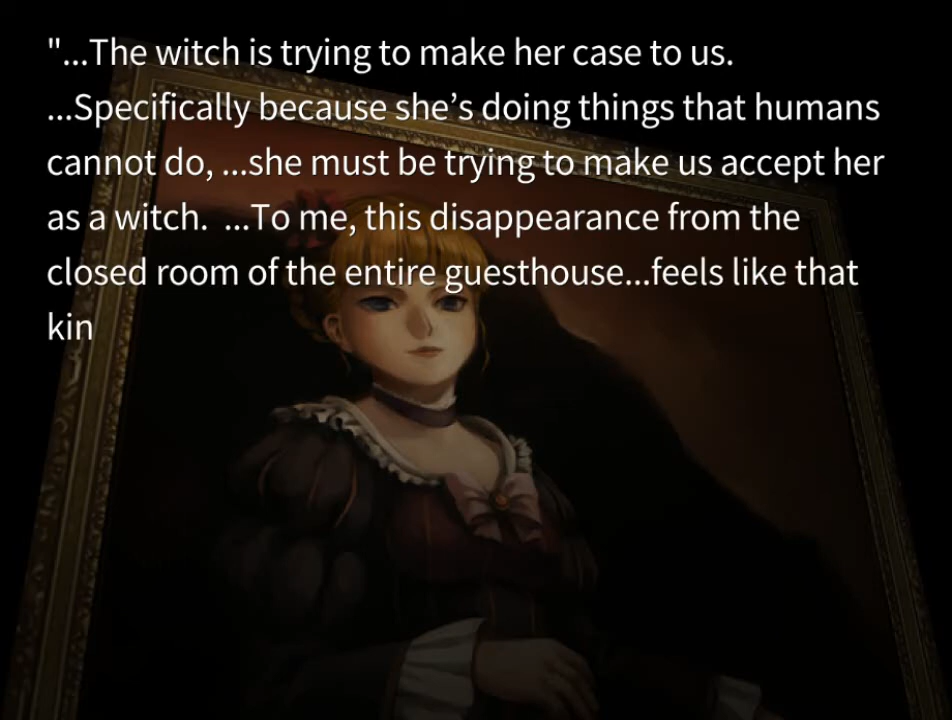 "...The witch is trying to make her case to us.
...Specifically because she’s doing things that humans
cannot do, ...she must be trying to make us accept her
as a witch.  ...To me, this disappearance from the
closed room of the entire guesthouse...feels like that
kin